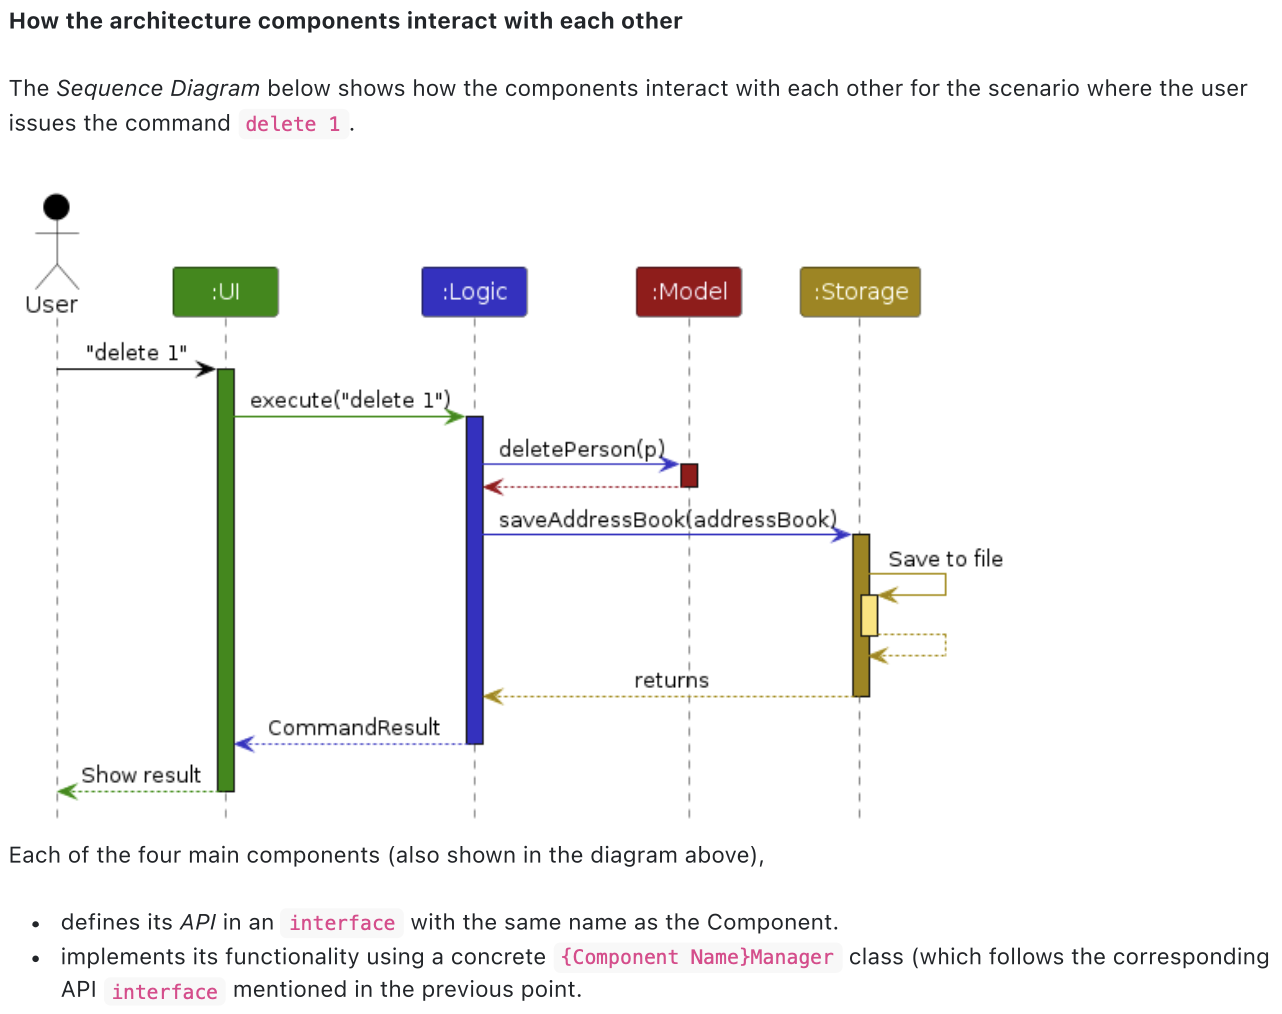 How the architecture components interact with each other
The Sequence Diagram below shows how the components interact with each other for the scenario where the user
issues the command delete 1 .
User
:UI
:Logic
:Model
:Storage
"delete 1"
execute("delete 1")
deletePerson(p)
saveAddressBook(addressBook)
Save to file
returns
CommandResult
Show result
Each of the four main components (also shown in the diagram above),
• defines its API in an interface with the same name as the Component.
• implements its functionality using a concrete {Component Name}Manager class (which follows the corresponding
API interface mentioned in the previous point.